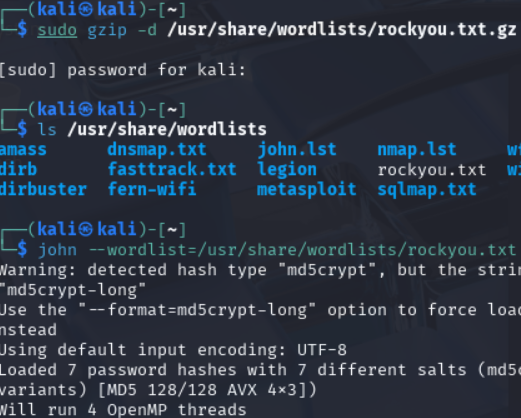 ┌──(kali㉿kali)-[~]
└─$ sudo gzip -d /usr/share/wordlists/rockyou.txt.gz
[sudo] password for kali:
┌──(kali㉿kali)-[~]
└─$ ls /usr/share/wordlists
amass dnsmap.txt john.lst nmap.lst
dirb fasttrack.txt legion rockyou.txt
dirbuster fern-wifi metasploit sqlmap.txt
┌──(kali㉿kali)-[~]
└─$ john --wordlist=/usr/share/wordlists/rockyou.txt
Warning: detected hash type "md5crypt", but the strin
"md5crypt-long"
Use the "--format=md5crypt-long" option to force loa
nstead
Using default input encoding: UTF-8
Loaded 7 password hashes with 7 different salts (md5c
variants) [MD5 128/128 AVX 4×3])
Will run 4 OpenMP threads